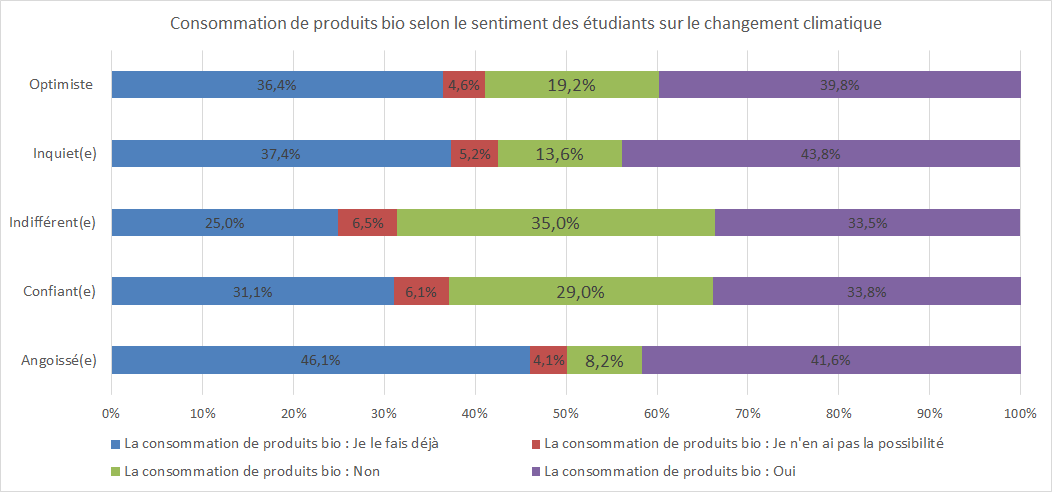 Consommation de produits bio selon le sentiment des étudiants sur le changement climatique
Optimiste 36,4% 4,6% 19,2% 39,8%
Inquiet(e) 37,4% 5,2% 13,6% 43,8%
Indifférent(e) 25,0% 6,5% 35,0% 33,5%
Confiant(e) 31,1% 6,1% 29,0% 33,8%
Angoissé(e) 46,1% 4,1% 8,2% 41,6%
0% 10% 20% 30% 40% 50% 60% 70% 80% 90% 100%
La consommation de produits bio : Je le fais déjà La consommation de produits bio : Je n'en ai pas la possibilité
La consommation de produits bio : Non La consommation de produits bio : Oui